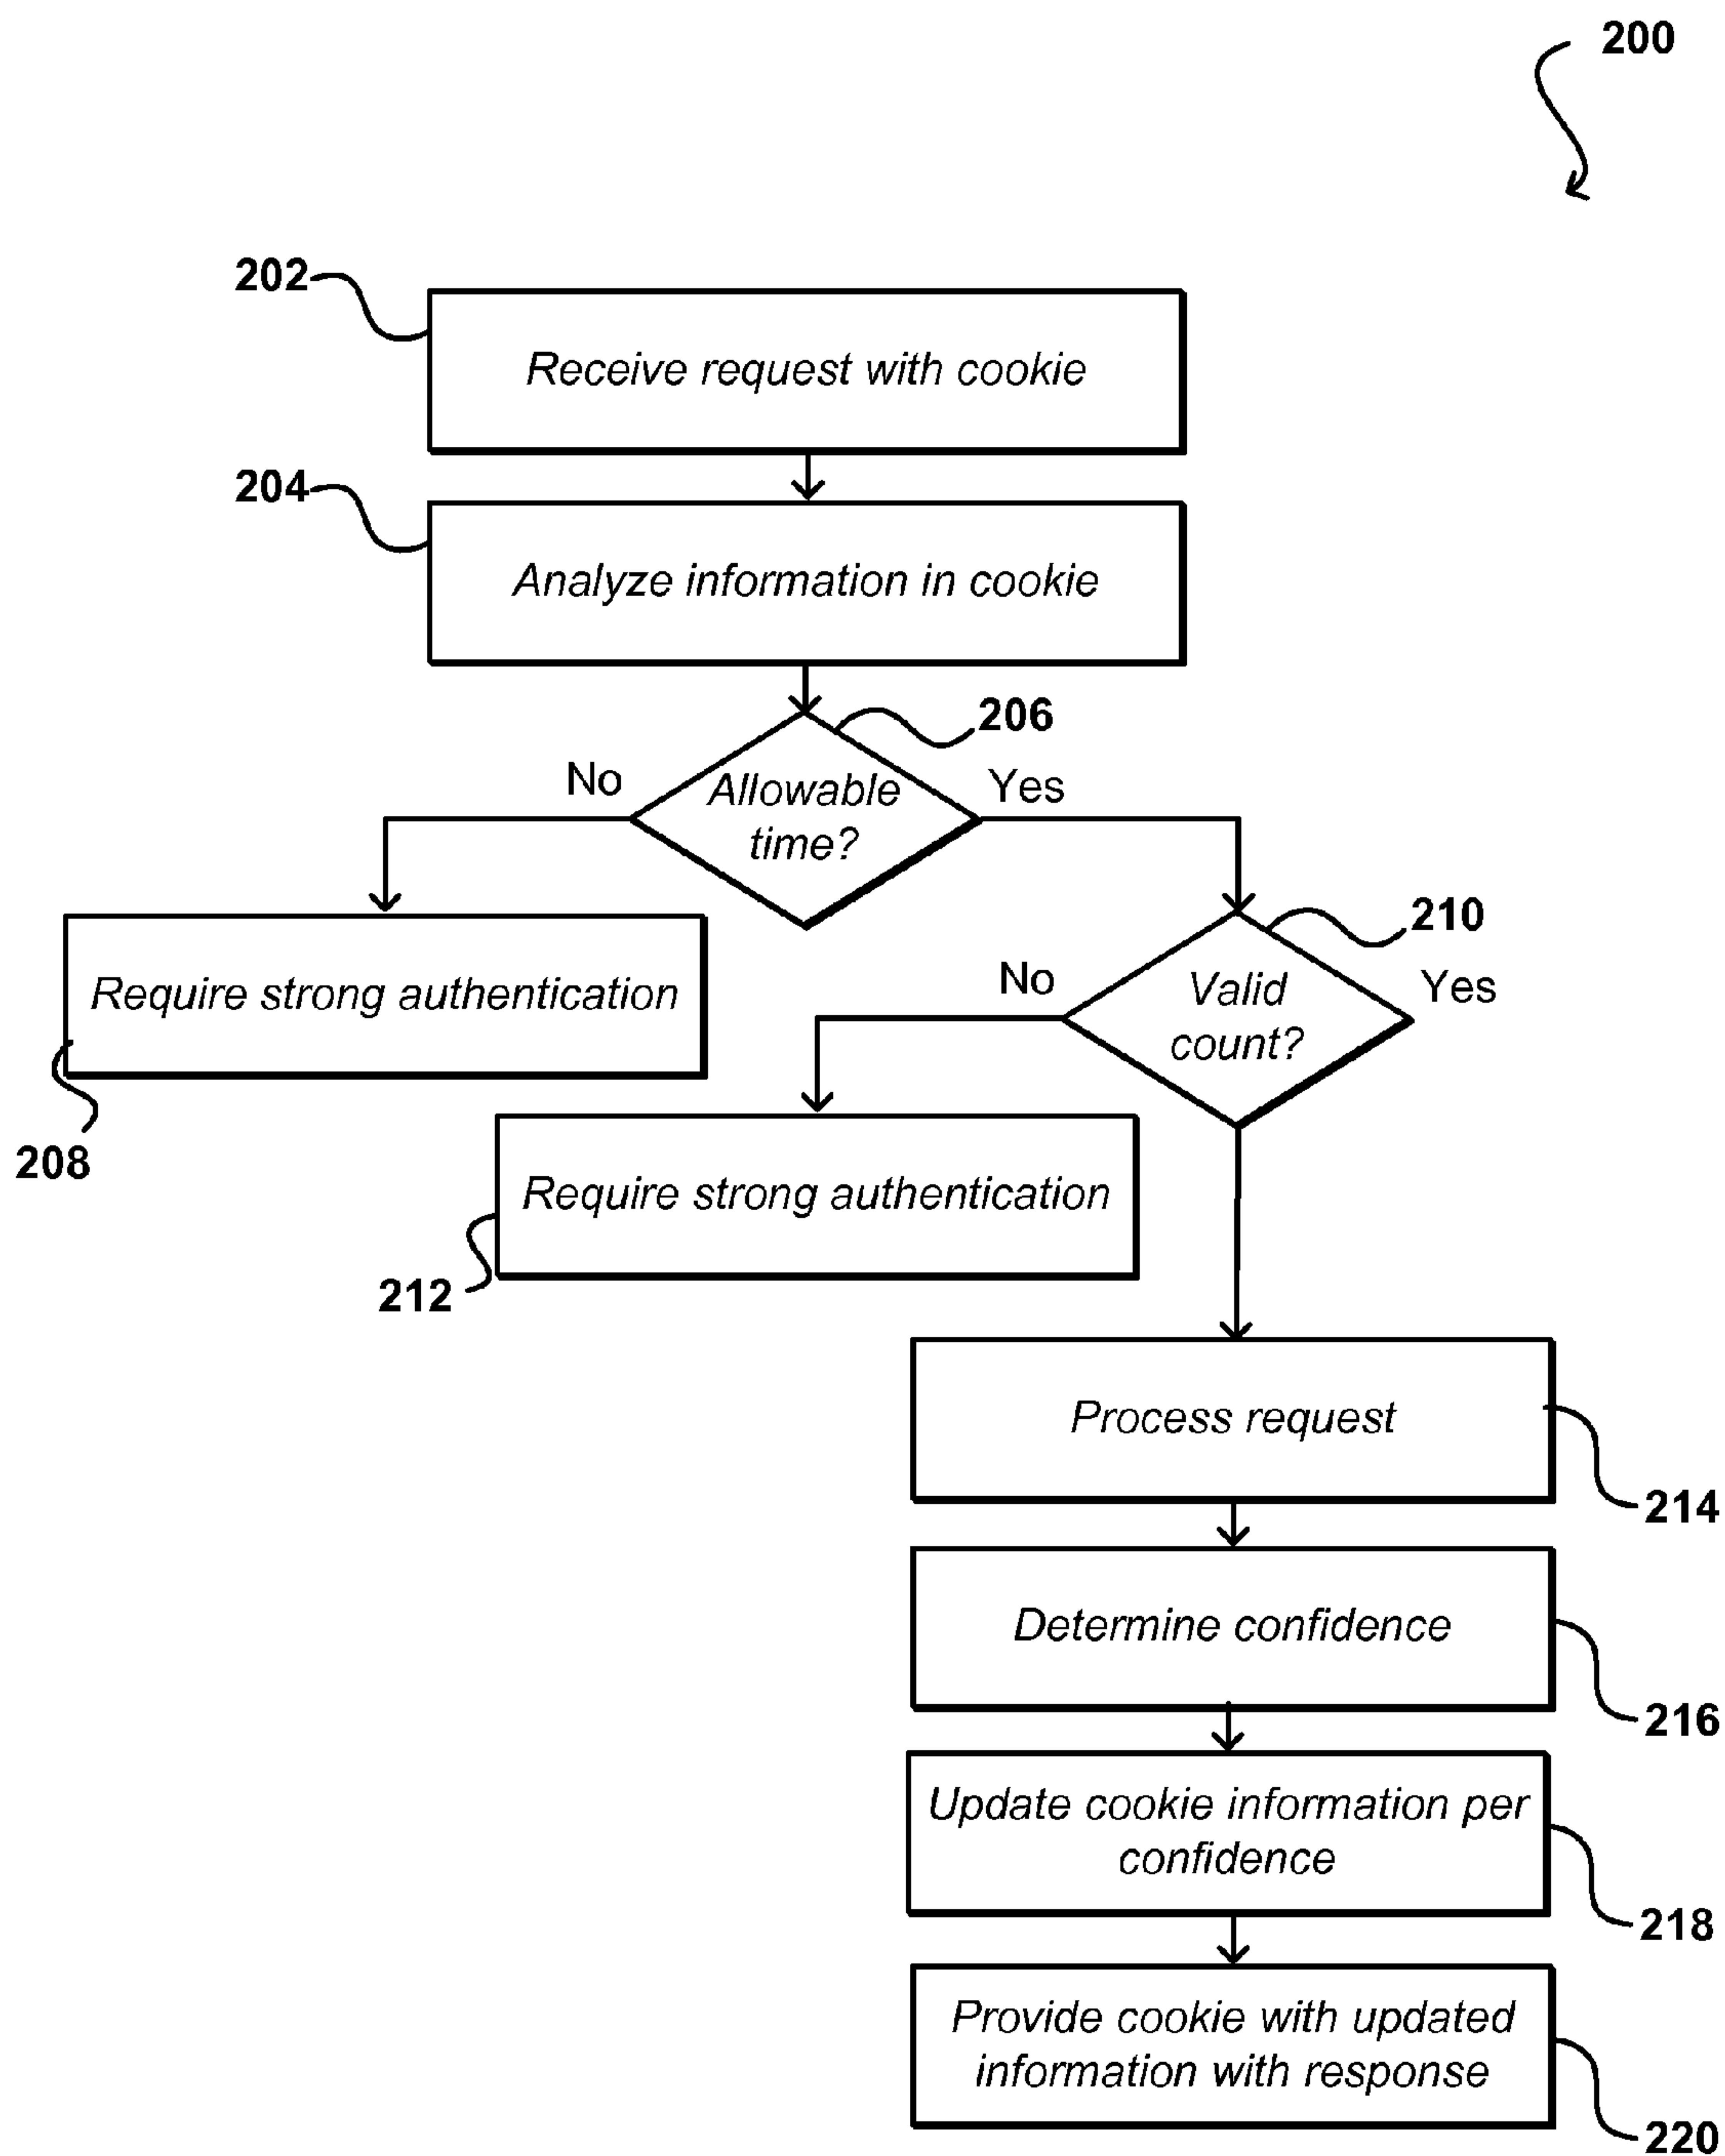 200
202
Receive request with cookie
204
Analyze information in cookie
206
No
Allowable
time?
Yes
210
Require strong authentication
No
Valid
count?
Yes
208
Require strong authentication
212
Process request
214
Determine confidence
216
Update cookie information per
confidence
218
Provide cookie with updated
information with response
220